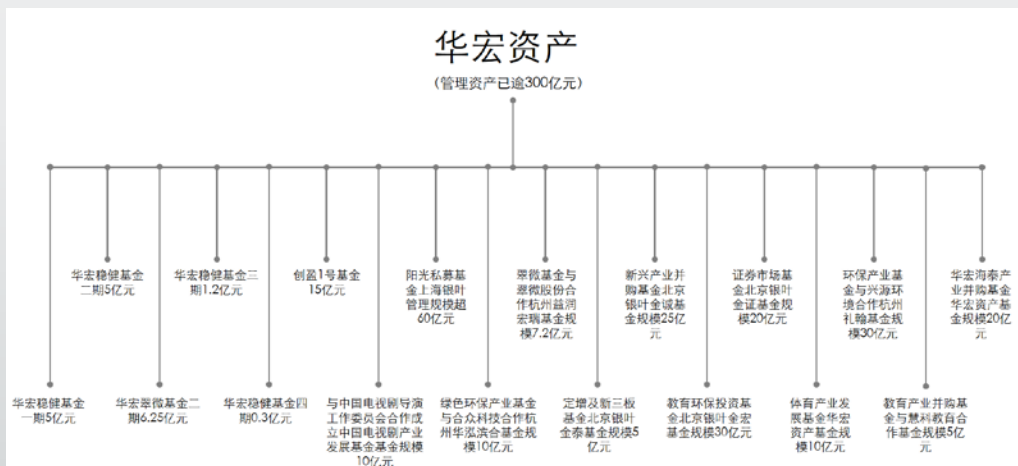 华宏资产
(管理资产已逾300亿元)
华宏稳健基金
二期5亿元
华宏稳健基金三
期1.2亿元
创盈1号基金
15亿元
阳光私募基
金上海银叶
管理规模超
60亿元
翠微基金与
翠微股份合
作杭州益润
宏瑞基金规
模7.2亿元
新兴产业并
购基金北京
银叶金诚基
金规模25亿
元
证券市场基
金北京银叶
金证基金规
模20亿元
环保产业基
金与兴源环
境合作杭州
礼翰基金规
模30亿元
华宏海泰产
业并购基金
华宏资产基
金规模20亿
元
华宏稳健基金
一期5亿元
华宏翠微基金二
期6.25亿元
华宏稳健基金四
期0.3亿元
与中国电视剧导演
工作委员会合作成
立中国电视剧产业
发展基金基金规模
10亿元
绿色环保产业基金
与合众科技合作杭
州华泓滨合基金规
模10亿元
定增及新三板
基金北京银叶
金泰基金规模5
亿元
教育环保投资基
金北京银叶金宏
基金规模30亿元
体育产业发
展基金华宏
资产基金规
模10亿元
教育产业并购基
金与慧科教育合
作基金规模5亿
元